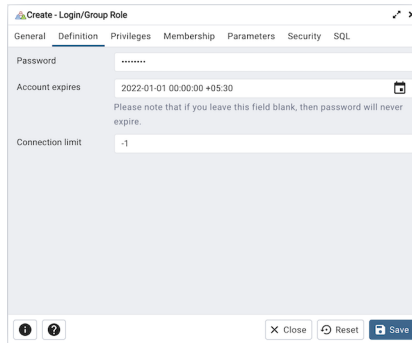 Create - Login/Group Role
General Definition Privileges Membership Parameters Security SQL
Password ••••••••
Account expires 2022-01-01 00:00:00 +05:30
Please note that if you leave this field blank, then password will never
expire.
Connection limit -1
Close Reset Save